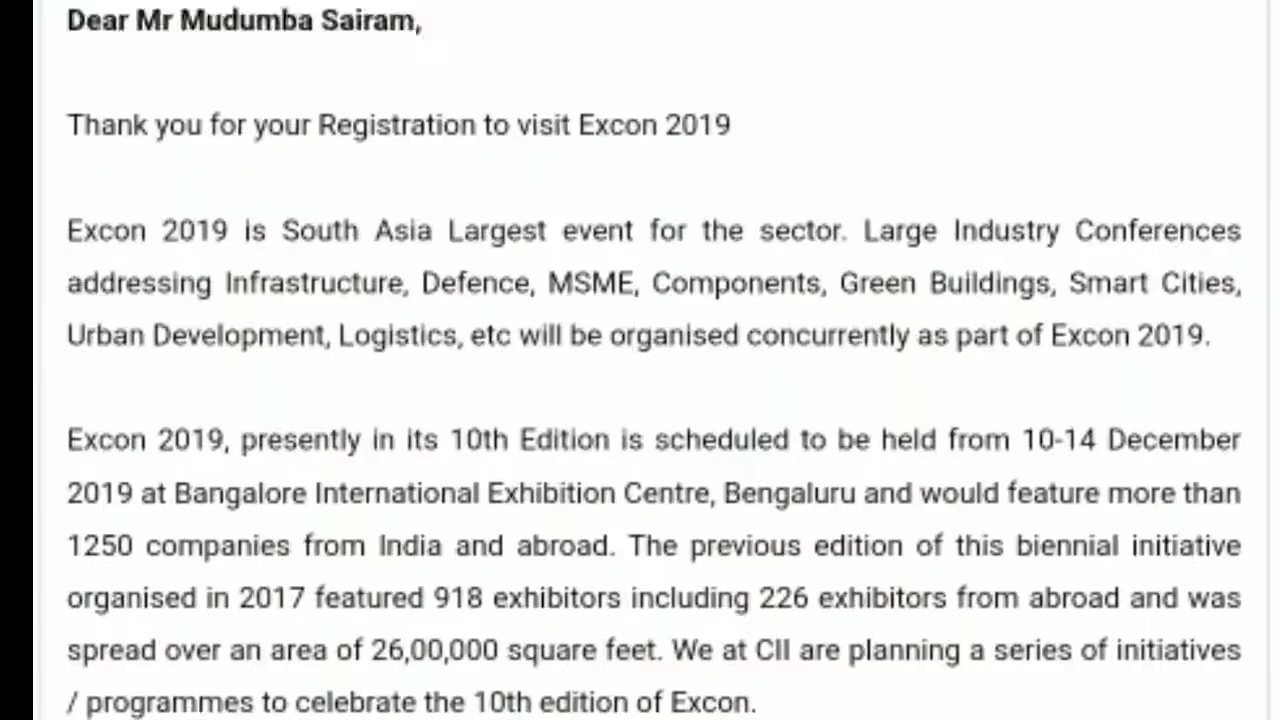 Dear Mr Mudumba Sairam,
Thank you for your Registration to visit Excon 2019
Excon 2019 is South Asia Largest event for the sector. Large Industry Conferences
addressing Infrastructure, Defence, MSME, Components, Green Buildings, Smart Cities,
Urban Development, Logistics, etc will be organised concurrently as part of Excon 2019.
Excon 2019, presently in its 10th Edition is scheduled to be held from 10-14 December
2019 at Bangalore International Exhibition Centre, Bengaluru and would feature more than
1250 companies from India and abroad. The previous edition of this biennial initiative
organised in 2017 featured 918 exhibitors including 226 exhibitors from abroad and was
spread over an area of 26,00,000 square feet. We at CII are planning a series of initiatives
/ programmes to celebrate the 10th edition of Excon.